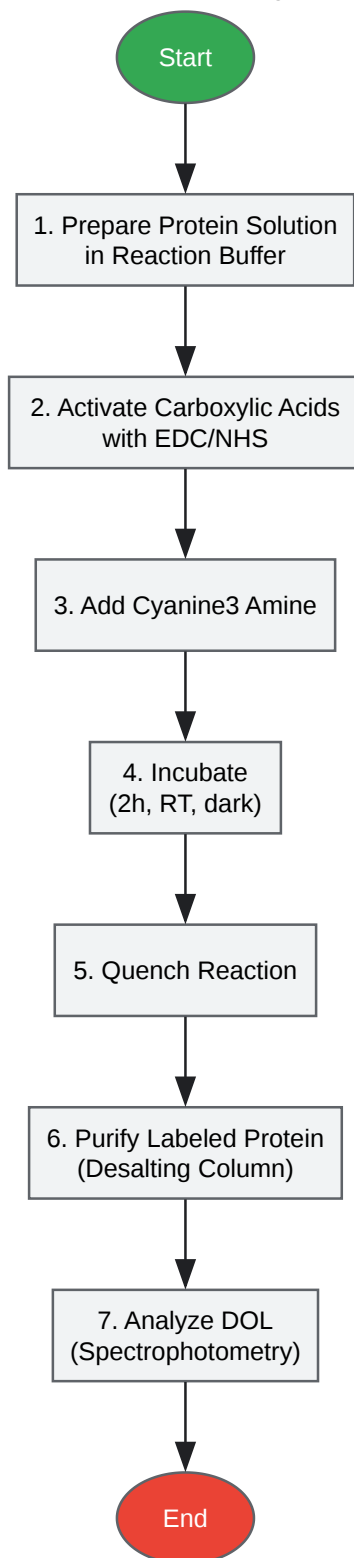 Start
1. Prepare Protein Solution
in Reaction Buffer
2. Activate Carboxylic Acids
with EDC/NHS
3. Add Cyanine3 Amine
4. Incubate
(2h, RT, dark)
5. Quench Reaction
6. Purify Labeled Protein
(Desalting Column)
7. Analyze DOL
(Spectrophotometry)
End